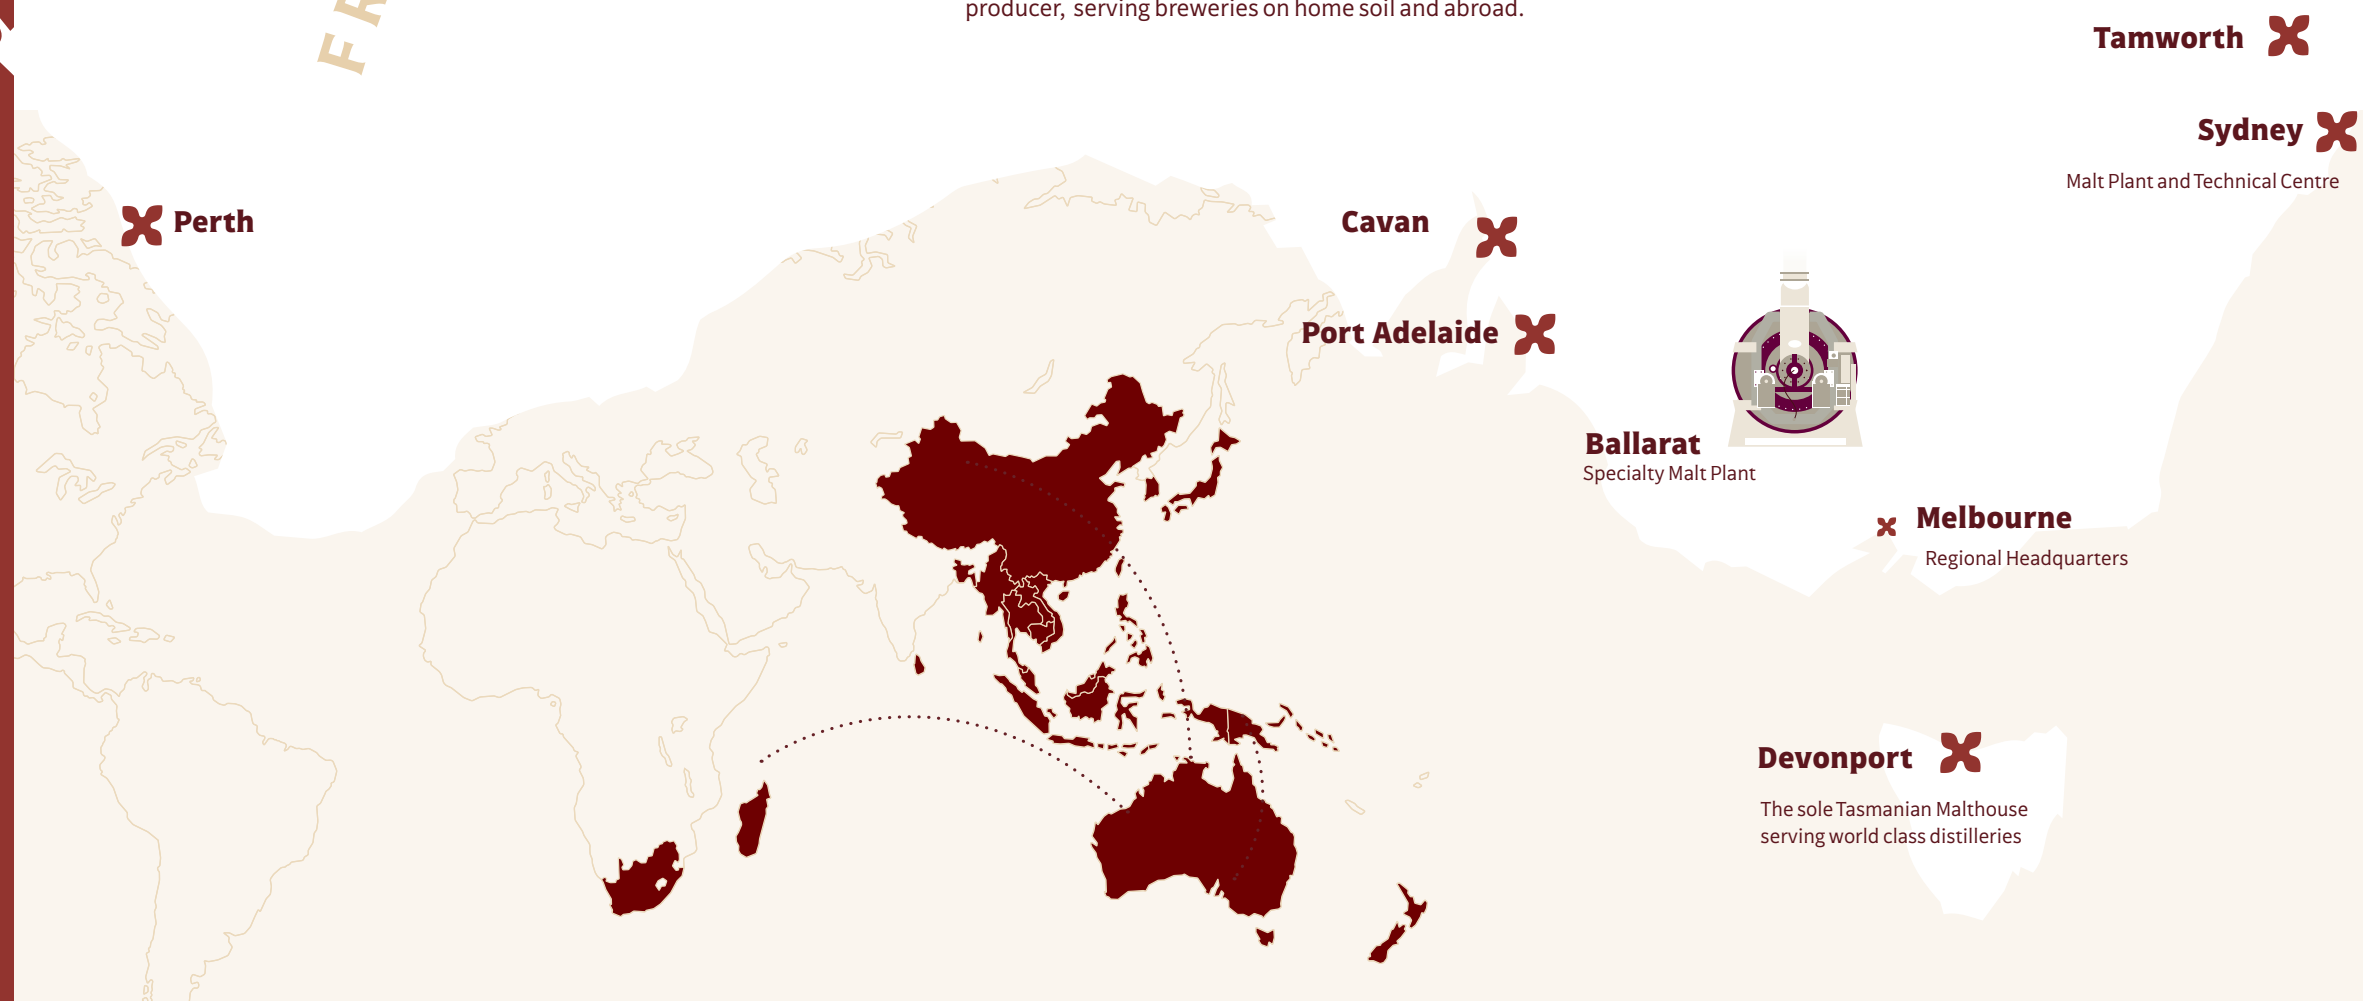 producer, serving breweries on home soil and abroad.
FR
Tamworth
Sydney
Malt Plant and Technical Centre
Perth
Cavan
Port Adelaide
Ballarat
Specialty Malt Plant
Melbourne
Regional Headquarters
Devonport
The sole Tasmanian Malthouse
serving world class distilleries